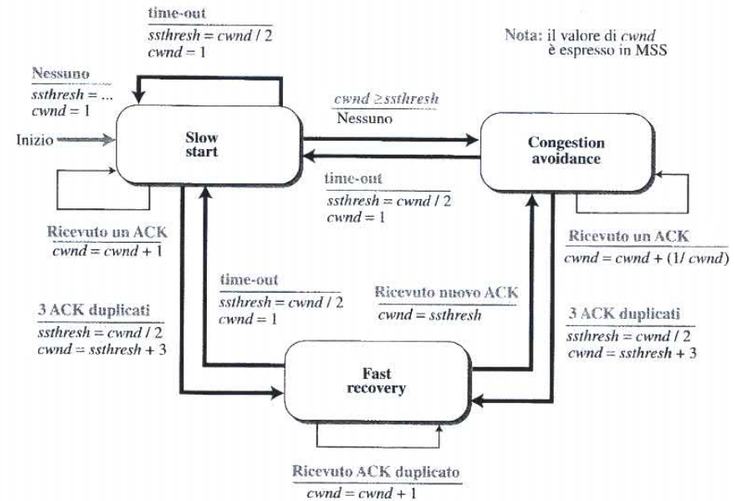 time-out
ssthresh = cwnd / 2
cwnd = 1
Nota: il valore di cwnd
è espresso in MSS
Nessuno
ssthresh = ...
cwnd = 1
Inizio
Slow
start
cwnd ≥ ssthresh
Nessuno
Congestion
avoidance
time-out
ssthresh = cwnd / 2
cwnd = 1
Ricevuto un ACK
cwnd = cwnd + 1
Ricevuto un ACK
cwnd = cwnd + (1/ cwnd)
time-out
ssthresh = cwnd / 2
cwnd = 1
Ricevuto nuovo ACK
cwnd = ssthresh
3 ACK duplicati
ssthresh = cwnd / 2
cwnd = ssthresh + 3
3 ACK duplicati
ssthresh = cwnd / 2
cwnd = ssthresh + 3
Fast
recovery
Ricevuto ACK duplicato
cwnd = cwnd + 1